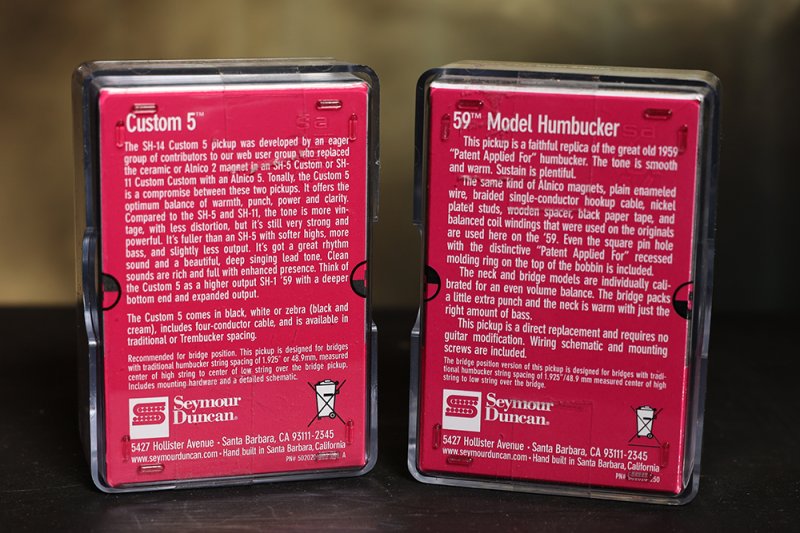 Custom 5™
The SH-14 Custom 5 pickup was developed by an eager
group of contributors to our web user group who replaced
the ceramic or Alnico 2 magnet in an SH-5 Custom or SH-
11 Custom Custom with an Alnico 5. Tonally, the Custom 5
is a compromise between these two pickups. It offers the
optimum balance of warmth, punch, power and clarity.
Compared to the SH-5 and SH-11, the tone is more vin-
tage, with less distortion, but it's still very strong and
powerful. It's fuller than an SH-5 with softer highs, more
bass, and slightly less output. It's got a great rhythm
sound and a beautiful, deep singing lead tone. Clean
sounds are rich and full with enhanced presence. Think of
the Custom 5 as a higher output SH-1 '59 with a deeper
bottom end and expanded output.
The Custom 5 comes in black, white or zebra (black and
cream), includes four-conductor cable, and is available in
traditional or Trembucker spacing.
Recommended for bridge position. This pickup is designed for bridges
with traditional humbucker string spacing of 1.925" or 48.9mm, measured
center of high string to center of low string over the bridge pickup.
Includes mounting hardware and a detailed schematic.
Seymour
Duncan®
5427 Hollister Avenue • Santa Barbara, CA 93111-2345
www.seymourduncan.com • Hand built in Santa Barbara, California
PN# A
59™ Model Humbucker
This pickup is a faithful replica of the great old 1959
"Patent Applied For" humbucker. The tone is smooth
and warm. Sustain is plentiful.
The same kind of Alnico magnets, plain enameled
wire, braided single-conductor hookup cable, nickel
plated studs, wooden spacer, black paper tape, and
balanced coil windings that were used on the originals
are used here on the '59. Even the square pin hole
with the distinctive "Patent Applied For" recessed
molding ring on the top of the bobbin is included.
The neck and bridge models are individually cali-
brated for an even volume balance. The bridge packs
a little extra punch and the neck is warm with just the
right amount of bass.
This pickup is a direct replacement and requires no
guitar modification. Wiring schematic and mounting
screws are included.
The bridge position version of this pickup is designed for bridges with tradi-
tional humbucker string spacing of 1.925"/48.9 mm measured center of high
string to low string over the bridge.
Seymour
Duncan®
5427 Hollister Avenue • Santa Barbara, CA 93111-2345
www.seymourduncan.com • Hand built in Santa Barbara, California
PN#